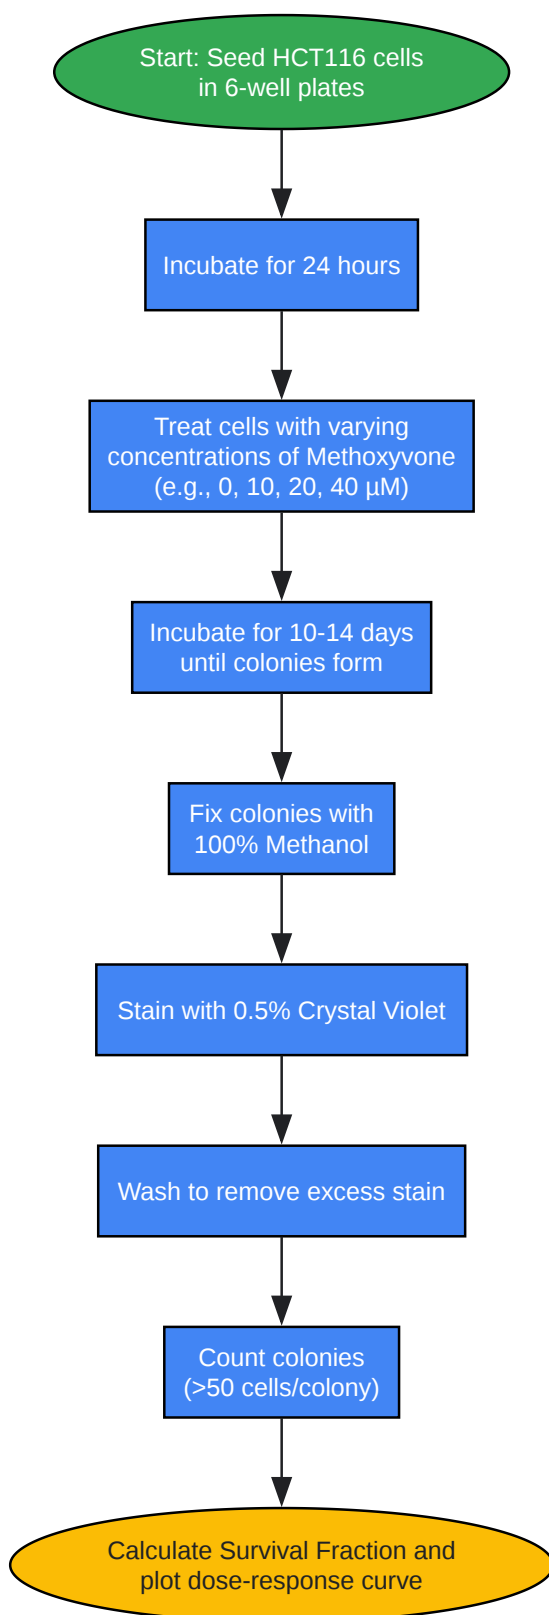 Start: Seed HCT116 cells
in 6-well plates
Incubate for 24 hours
Treat cells with varying
concentrations of Methoxyvone
(e.g., 0, 10, 20, 40 µM)
Incubate for 10-14 days
until colonies form
Fix colonies with
100% Methanol
Stain with 0.5% Crystal Violet
Wash to remove excess stain
Count colonies
(>50 cells/colony)
Calculate Survival Fraction and
plot dose-response curve